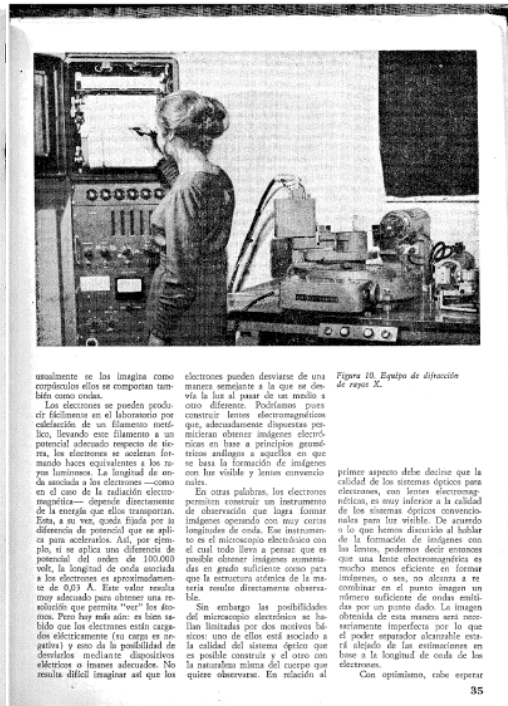 usualmente se los imagina como
corpúsculos ellos se comportan tam-
bién como ondas.
Los electrones se pueden produ-
cir fácilmente en el laboratorio por
calefacción de un filamento metá-
lico, llevando este filamento a un
potencial adecuado respecto de tie-
rra, los electrones se aceleran for-
mando haces equivalentes a los ra-
yos luminosos. La longitud de on-
da asociada a los electrones —como
en el caso de la radiación electro-
magnética— depende directamente
de la energía que ellos transportan.
Esta, a su vez, queda fijada por la
diferencia de potencial que se apli-
ca para acelerarlos. Así, por ejem-
plo, si se aplica una diferencia de
potencial del orden de 100.000
volt, la longitud de onda asociada
a los electrones es aproximadamen-
te de 0,03 Å. Este valor resulta
muy adecuado para obtener una re-
solución que permita "ver" los áto-
mos. Pero hay más aún: es bien sa-
bido que los electrones están carga-
dos eléctricamente (su carga es ne-
gativa) y esto da la posibilidad de
desviarlos mediante dispositivos
eléctricos o imanes adecuados. No
resulta difícil imaginar así que los
electrones pueden desviarse de una
manera semejante a la que se des-
vía la luz al pasar de un medio a
otro diferente. Podríamos pues
construir lentes electromagnéticas
que, adecuadamente dispuestas per-
mitieran obtener imágenes electró-
nicas en base a principios geomé-
tricos análogos a aquellos en que
se basa la formación de imágenes
con luz visible y lentes convencio-
nales.
En otras palabras, los electrones
permiten construir un instrumento
de observación que logra formar
imágenes operando con muy cortas
longitudes de onda. Ese instrumen-
to es el microscopio electrónico con
el cual todo lleva a pensar que es
posible obtener imágenes aumenta-
das en grado suficiente como para
que la estructura atómica de la ma-
teria resulte directamente observa-
ble.
Sin embargo las posibilidades
del microscopio electrónico se ha-
llan limitadas por dos motivos bá-
sicos: uno de ellos está asociado a
la calidad del sistema óptico que
es posible construir y el otro con
la naturaleza misma del cuerpo que
quiere observarse. En relación al
Figura 10. Equipo de difracción
de rayos X.
primer aspecto debe decirse que la
calidad de los sistemas ópticos para
electrones, con lentes electromag-
néticas, es muy inferior a la calidad
de los sistemas ópticos convencio-
nales para luz visible. De acuerdo
a lo que hemos discutido al hablar
de la formación de imágenes con
las lentes, podemos decir entonces
que una lente electromagnética es
mucho menos eficiente en formar
imágenes, o sea, no alcanza a re-
combinar en el punto imagen un
número suficiente de ondas emiti-
das por un punto dado. La imagen
obtenida de esta manera será nece-
sariamente imperfecta por lo que
el poder separador alcanzable esta-
rá alejado de las estimaciones en
base a la longitud de onda de los
electrones.
Con optimismo, cabe esperar
35